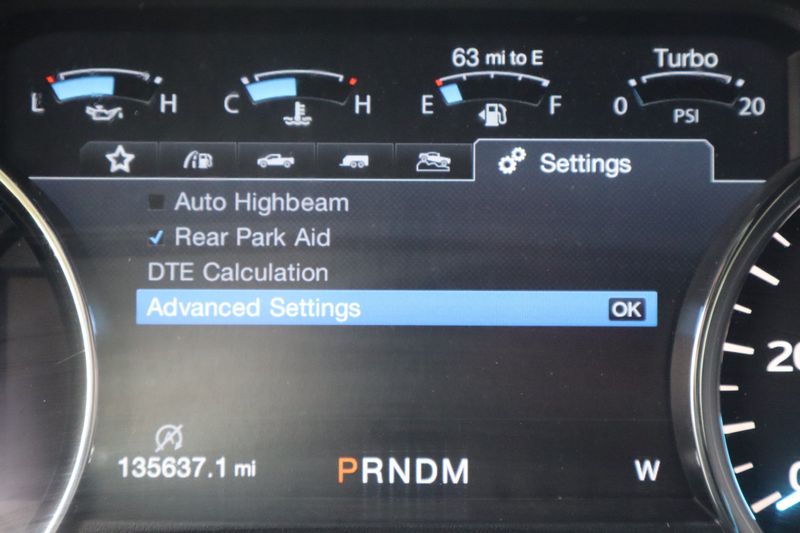 63 mi to E
Turbo
L H
C H
E F
0 PSI 20
Settings
Auto Highbeam
Rear Park Aid
DTE Calculation
Advanced Settings OK
135637.1 mi
PRNDM
W